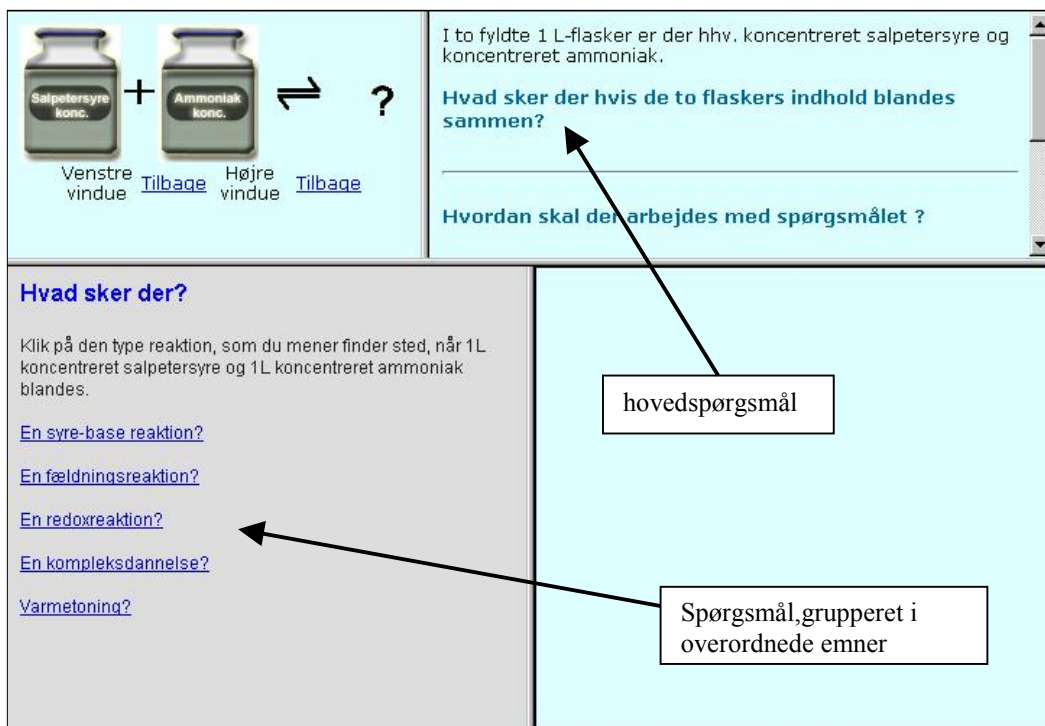 Salpetersyre
konc.
+
Ammoniak
konc.
⇌
?
Venstre
vindue
Tilbage
Højre
vindue
Tilbage
I to fyldte 1 L-flasker er der hhv. koncentreret salpetersyre og
koncentreret ammoniak.
Hvad sker der hvis de to flaskers indhold blandes
sammen?
Hvordan skal der arbejdes med spørgsmålet ?
Hvad sker der?
Klik på den type reaktion, som du mener finder sted, når 1L
koncentreret salpetersyre og 1L koncentreret ammoniak
blandes.
En syre-base reaktion?
En fældningsreaktion?
En redoxreaktion?
En kompleksdannelse?
Varmetoning?
hovedspørgsmål
Spørgsmål,grupperet i
overordnede emner